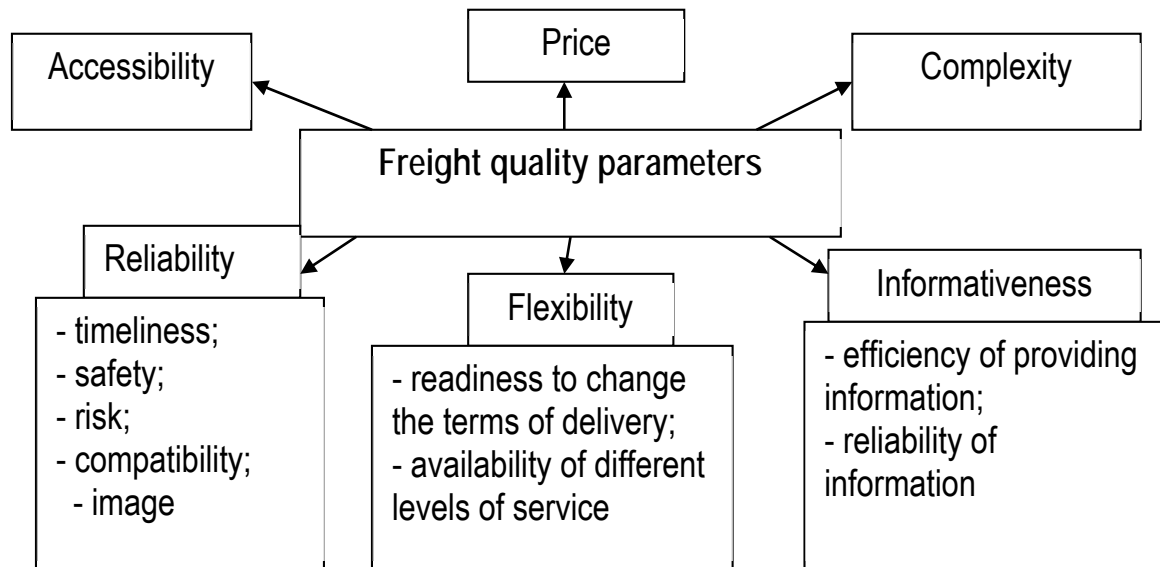 Accessibility
Price
Complexity
Freight quality parameters
Reliability
- timeliness;
- safety;
- risk;
- compatibility;
- image
Flexibility
- readiness to change
the terms of delivery;
- availability of different
levels of service
Informativeness
- efficiency of providing
information;
- reliability of
information